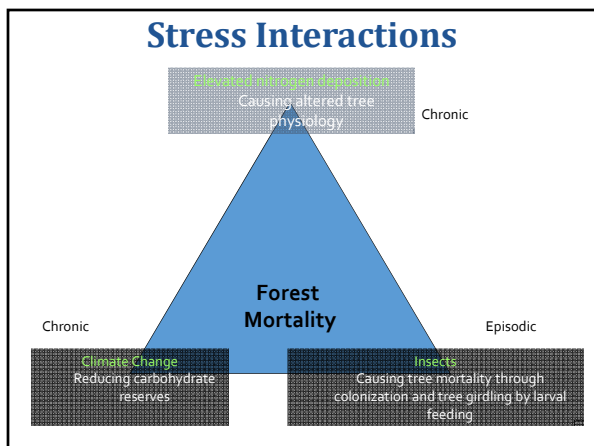 Stress Interactions
Elevated nitrogen deposition
Causing altered tree
physiology
Chronic
Forest
Mortality
Chronic
Episodic
Climate Change
Reducing carbohydrate
reserves
Insects
Causing tree mortality through
colonization and tree girdling by larval
feeding